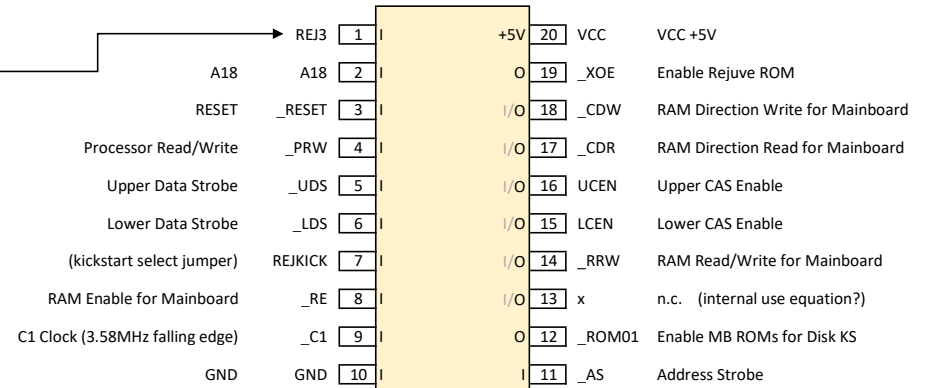 REJ3 1 I +5V 20 VCC VCC +5V
A18 A18 2 I O 19 _XOE Enable Rejuve ROM
RESET _RESET 3 I I/O 18 _CDW RAM Direction Write for Mainboard
Processor Read/Write _PRW 4 I I/O 17 _CDR RAM Direction Read for Mainboard
Upper Data Strobe _UDS 5 I I/O 16 UCEN Upper CAS Enable
Lower Data Strobe _LDS 6 I I/O 15 LCEN Lower CAS Enable
(kickstart select jumper) REJKICK 7 I I/O 14 _RRW RAM Read/Write for Mainboard
RAM Enable for Mainboard _RE 8 I I/O 13 x n.c. (internal use equation?)
C1 Clock (3.58MHz falling edge) _C1 9 I O 12 _ROM01 Enable MB ROMs for Disk KS
GND GND 10 I I 11 _AS Address Strobe